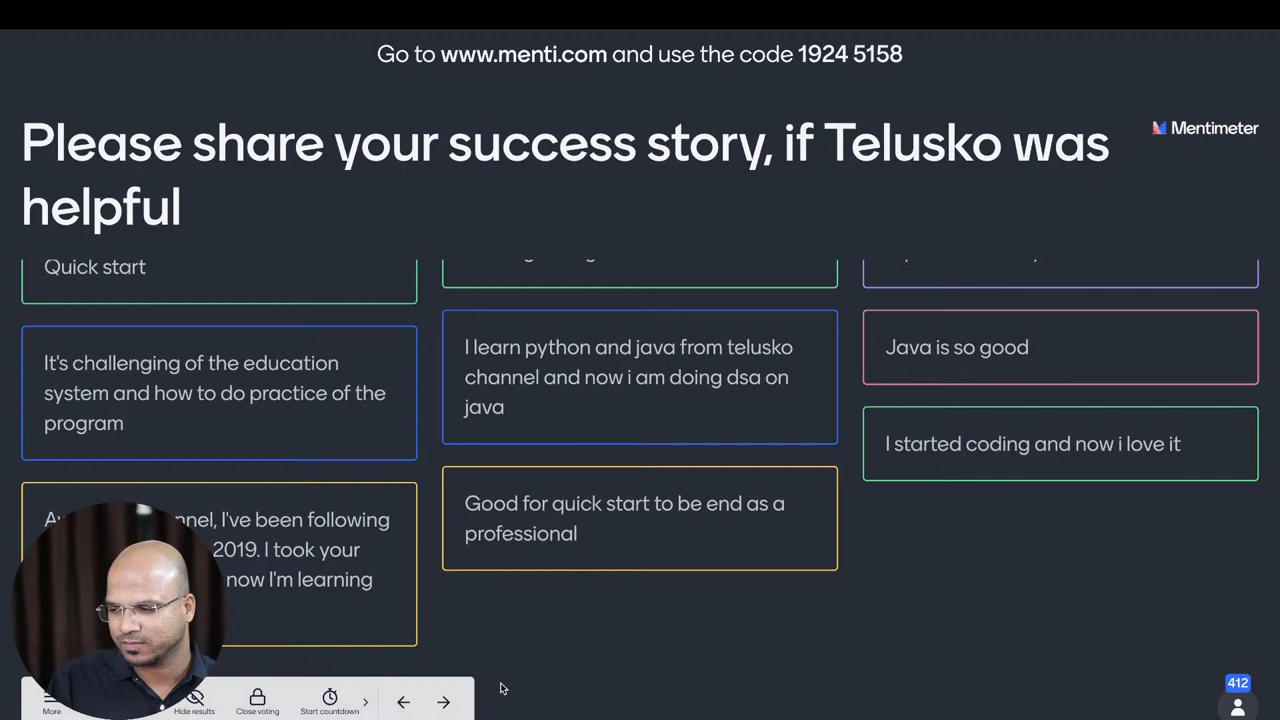 Go to www.menti.com and use the code 1924 5158
Please share your success story, if Telusko was
helpful
Mentimeter
Quick start
It's challenging of the education
system and how to do practice of the
program
I've been following
2019. I took your
now I'm learning
I learn python and java from telusko
channel and now i am doing dsa on
java
Good for quick start to be end as a
professional
Java is so good
I started coding and now i love it
More
Hide results
Close voting
Start countdown
412